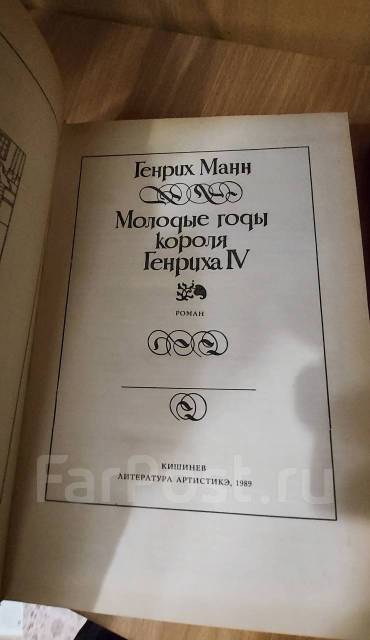 Генрих Манн
Молодые годы
короля
Генриха IV
РОМАН
КИШИНЕВ
ЛИТЕРАТУРА АРТИСТИКЭ, 1989
FarPost.ru